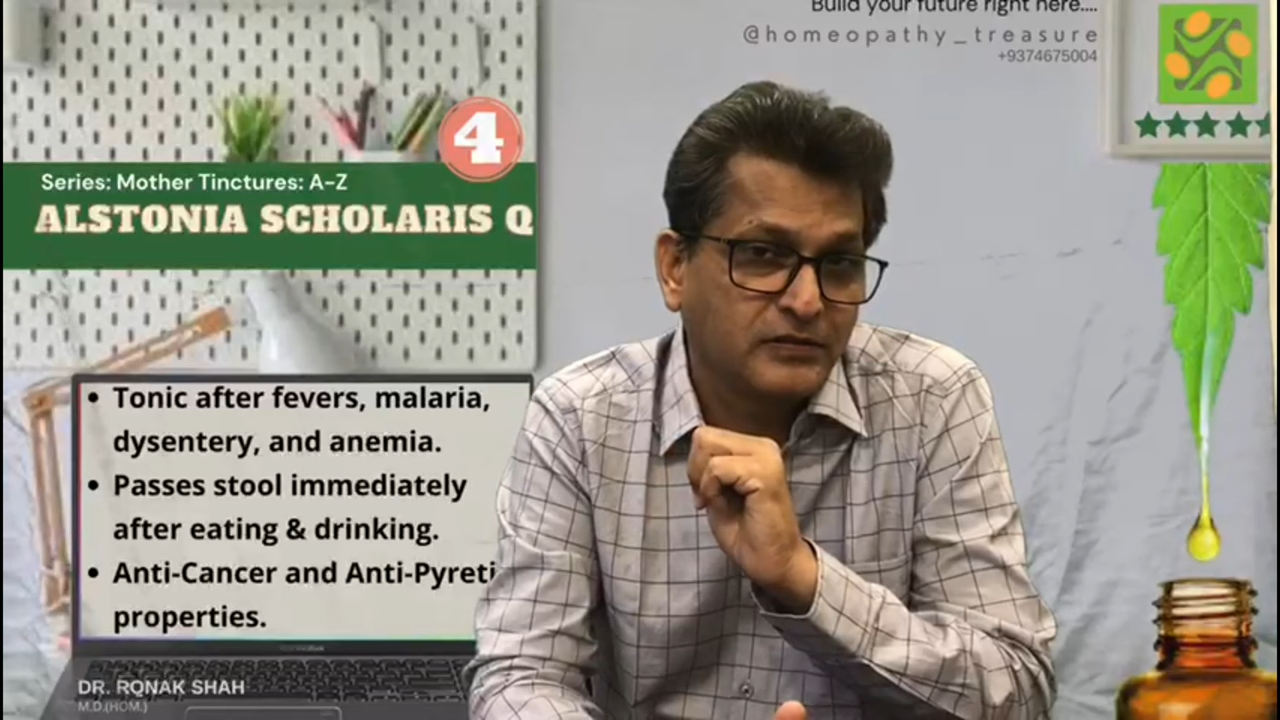 Build your future right here....
@homeopathy_treasure
+9374675004
4
Series: Mother Tinctures: A-Z
ALSTONIA SCHOLARIS Q
Tonic after fevers, malaria,
dysentery, and anemia.
Passes stool immediately
after eating & drinking.
Anti-Cancer and Anti-Pyreti
properties.
DR. RONAK SHAH
M.D.(HOM.)